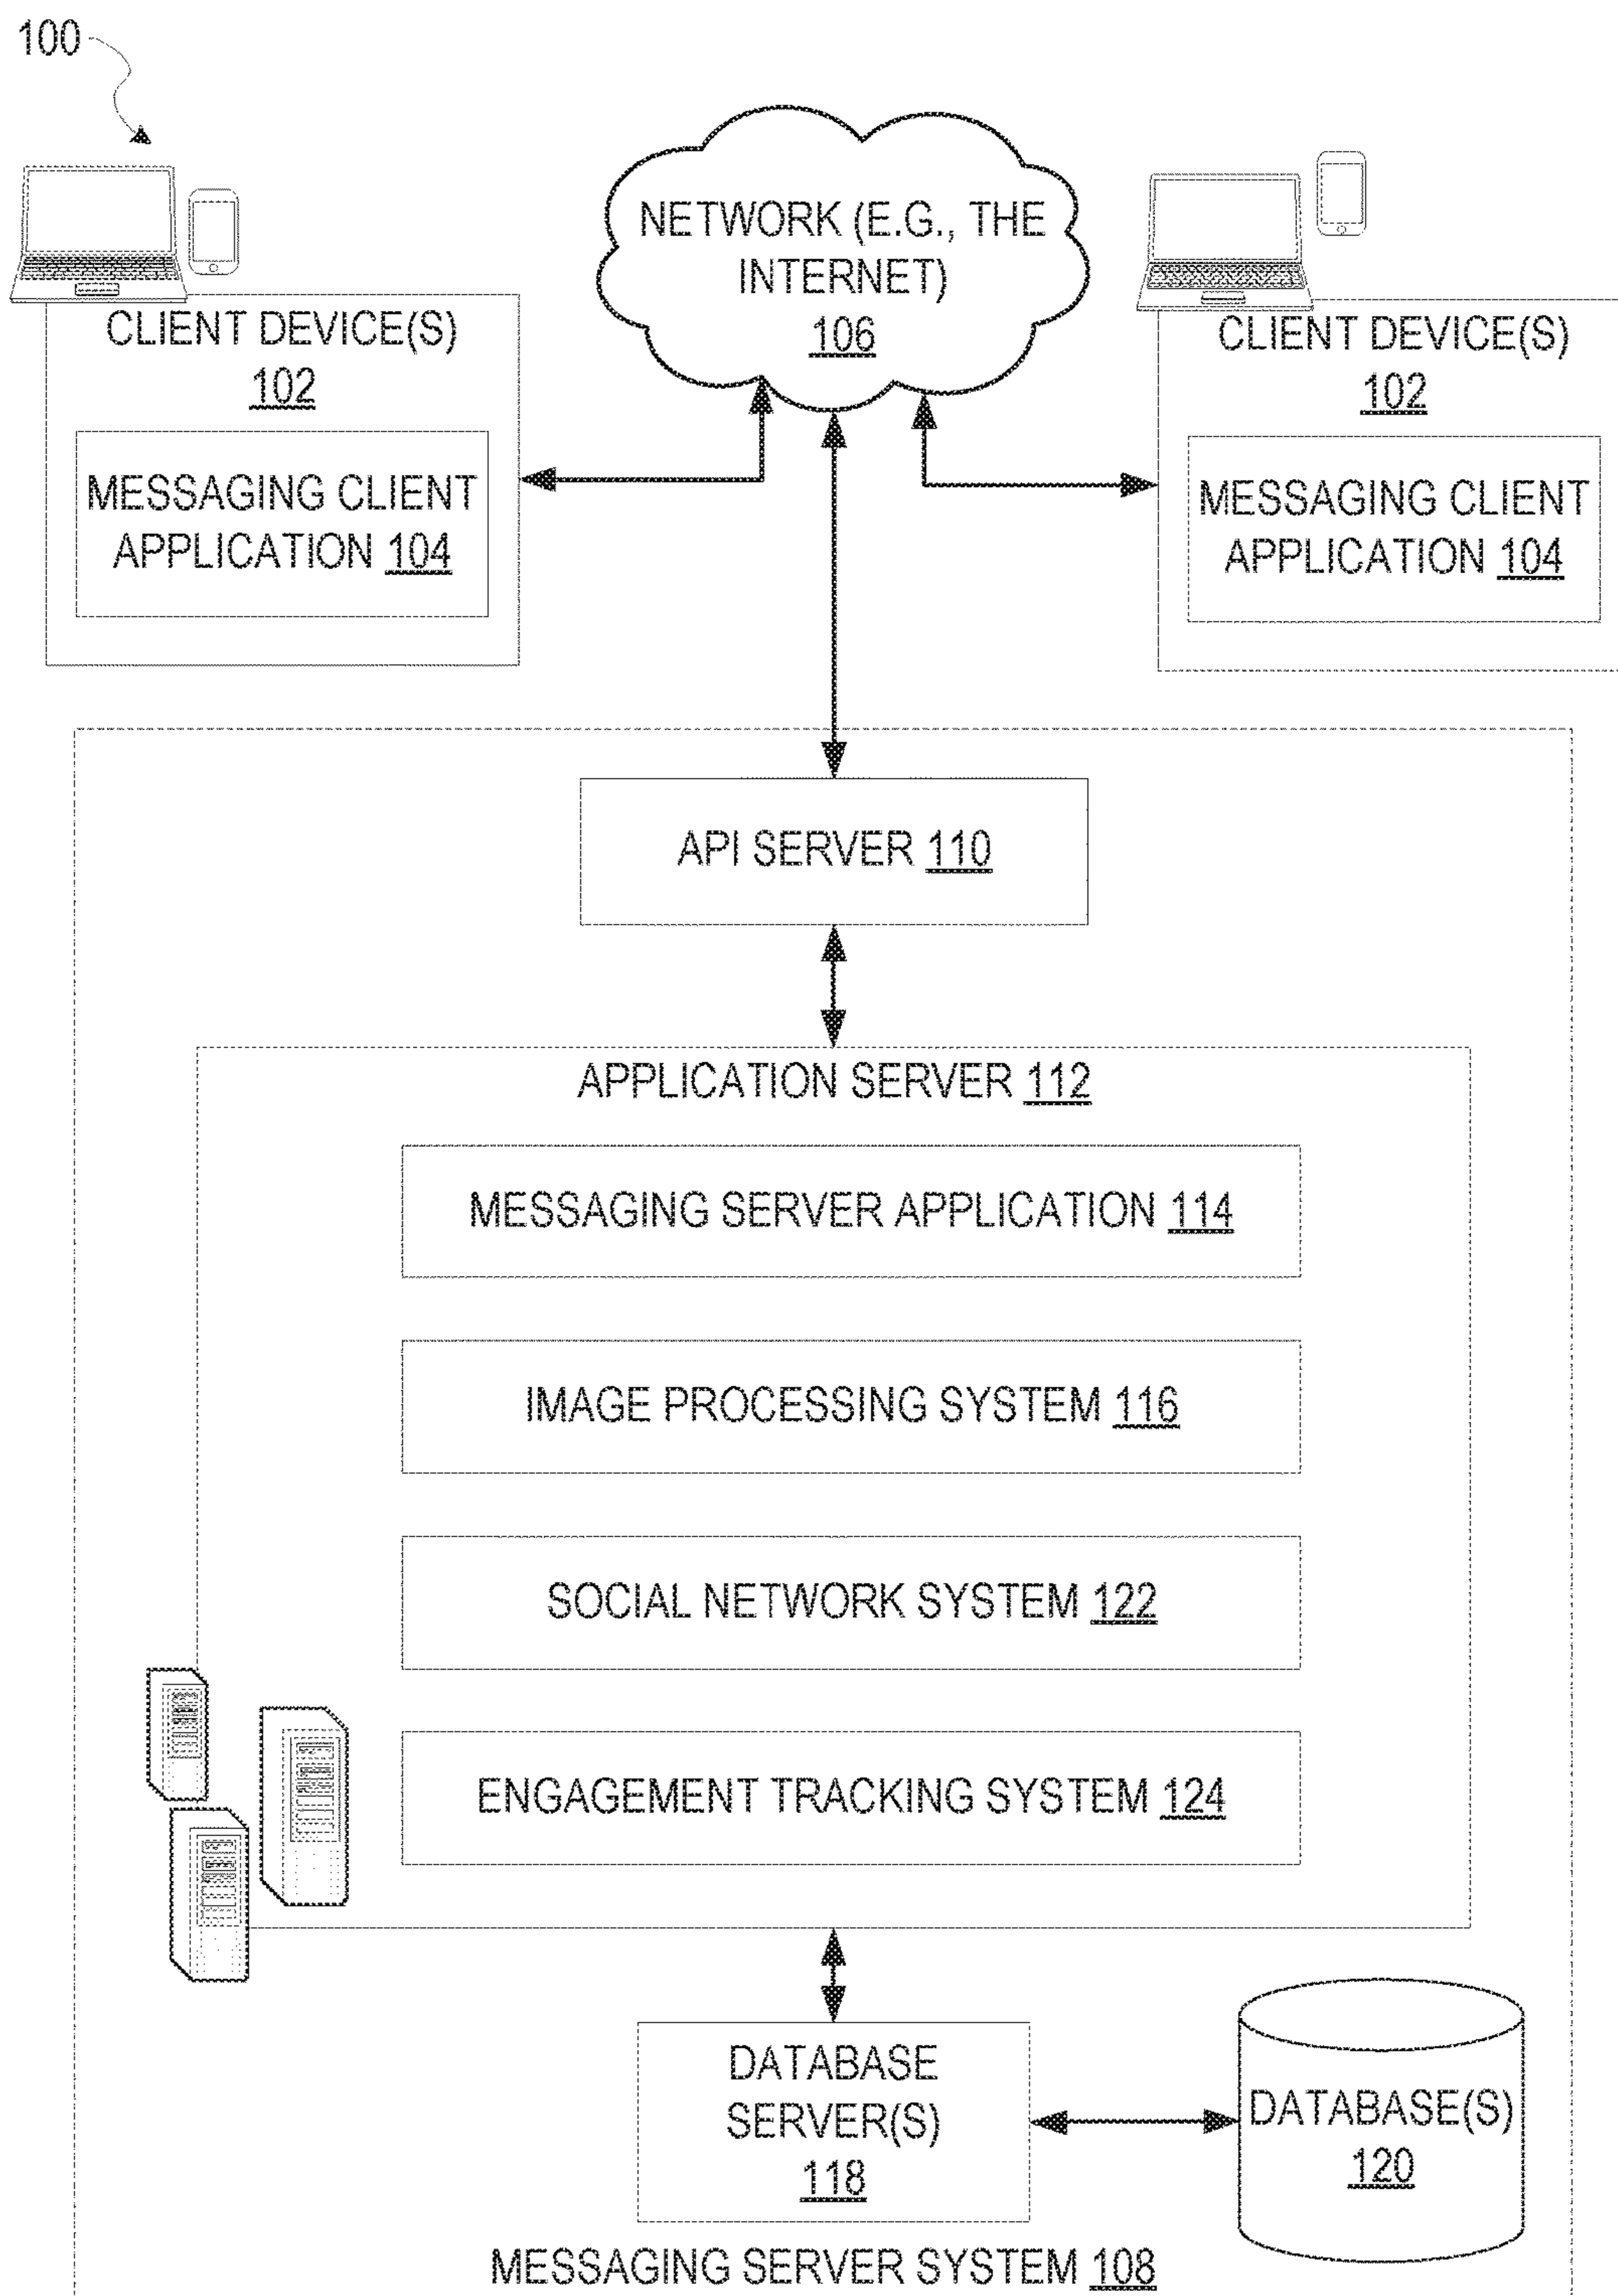 100
NETWORK (E.G., THE
INTERNET)
106
CLIENT DEVICE(S)
102
MESSAGING CLIENT
APPLICATION 104
CLIENT DEVICE(S)
102
MESSAGING CLIENT
APPLICATION 104
API SERVER 110
APPLICATION SERVER 112
MESSAGING SERVER APPLICATION 114
IMAGE PROCESSING SYSTEM 116
SOCIAL NETWORK SYSTEM 122
ENGAGEMENT TRACKING SYSTEM 124
DATABASE
SERVER(S)
118
DATABASE(S)
120
MESSAGING SERVER SYSTEM 108